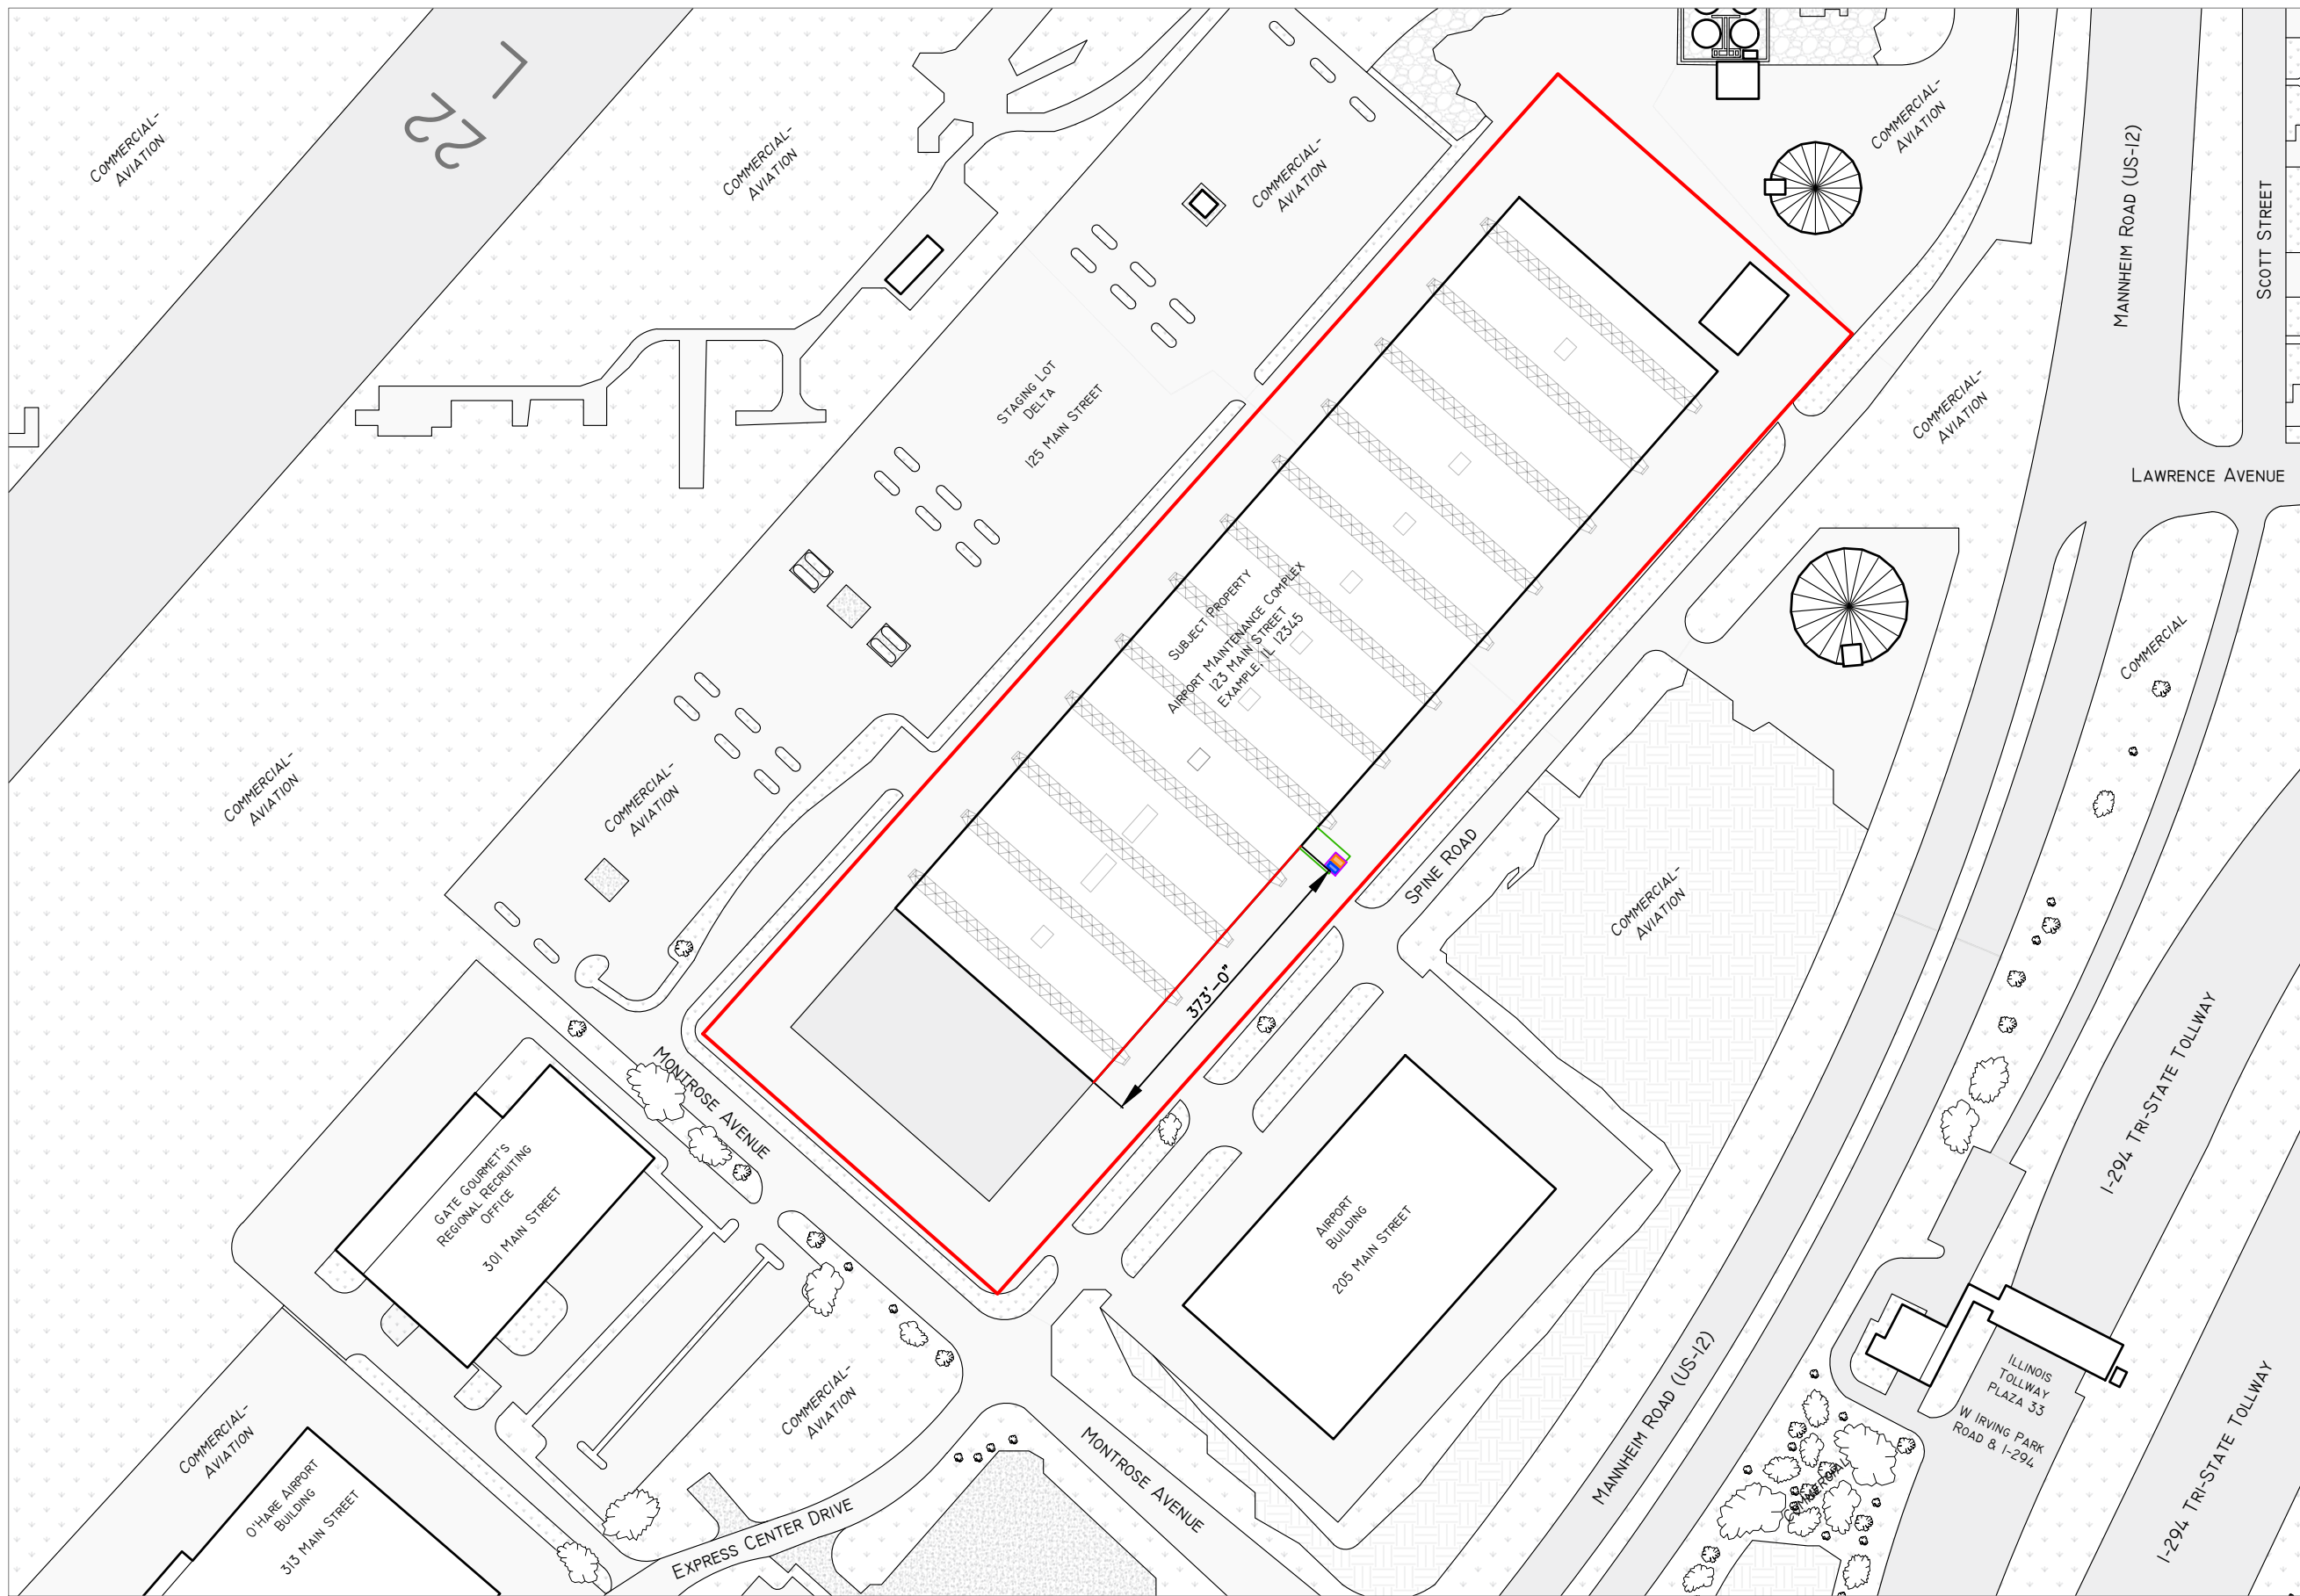 L
22
COMMERCIAL-
AVIATION
COMMERCIAL-
AVIATION
COMMERCIAL-
AVIATION
COMMERCIAL-
AVIATION
MANNHEIM ROAD (US-12)
SCOTT STREET
LAWRENCE AVENUE
STAGING LOT
DELTA
125 MAIN STREET
COMMERCIAL-
AVIATION
SUBJECT PROPERTY
AIRPORT MAINTENANCE COMPLEX
123 MAIN STREET
EXAMPLE, IL 12345
COMMERCIAL
COMMERCIAL-
AVIATION
COMMERCIAL-
AVIATION
SPINE ROAD
COMMERCIAL-
AVIATION
373'-0"
MONTROSE AVENUE
GATE GOURMET'S
REGIONAL RECRUITING
OFFICE
301 MAIN STREET
AIRPORT
BUILDING
205 MAIN STREET
I-294 TRI-STATE TOLLWAY
MANNHEIM ROAD (US-12)
ILLINOIS
TOLLWAY
PLAZA 33
W IRVING PARK
ROAD & I-294
I-294 TRI-STATE TOLLWAY
COMMERCIAL-
AVIATION
COMMERCIAL-
AVIATION
COMMERCIAL
O'HARE AIRPORT
BUILDING
313 MAIN STREET
EXPRESS CENTER DRIVE
MONTROSE AVENUE